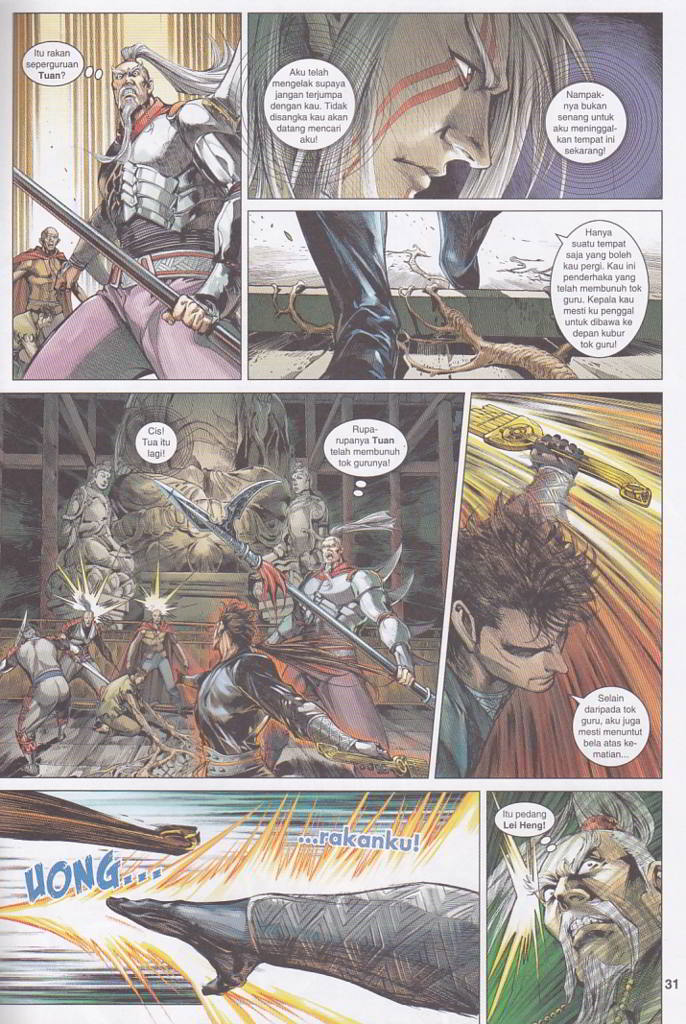 Itu rakan
seperguruan
Tuan?
Aku telah
mengelak supaya
jangan terjumpa
dengan kau. Tidak
disangka kau akan
datang mencari
aku!
Nampak-
nya bukan
senang untuk
aku meninggal-
kan tempat ini
sekarang!
Hanya
suatu tempat
saja yang boleh
kau pergi. Kau ini
penderhaka yang
telah membunuh tok
guru. Kepala kau
mesti ku penggal
untuk dibawa ke
depan kubur
tok guru!
Cis!
Tua itu
lagi!
Rupa-
rupanya Tuan
telah membunuh
tok gurunya!
Selain
daripada tok
guru, aku juga
mesti menuntut
bela atas ke-
matian...
...rakanku!
UONG...
Itu pedang
Lei Heng!
31